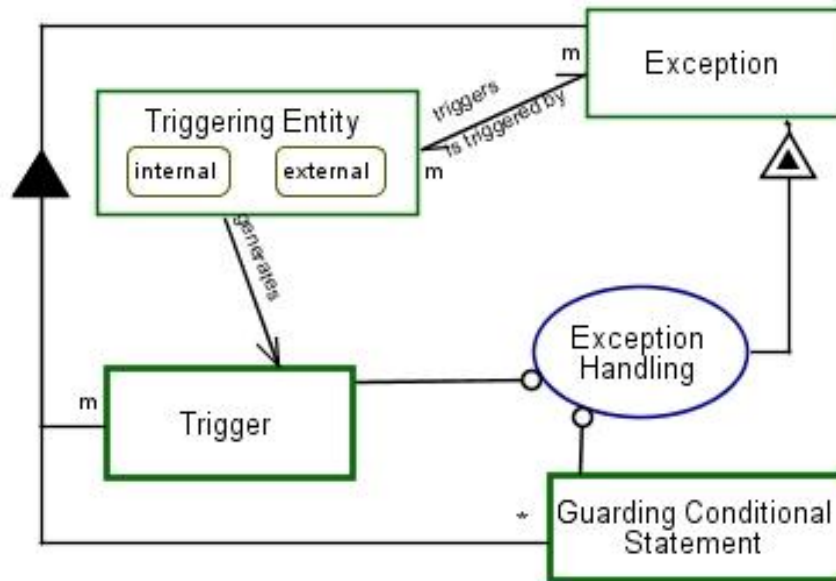 m
Exception
triggers
is triggered by
Triggering Entity
internal
external
m
generates
Exception
Handling
m
Trigger
*
Guarding Conditional
Statement